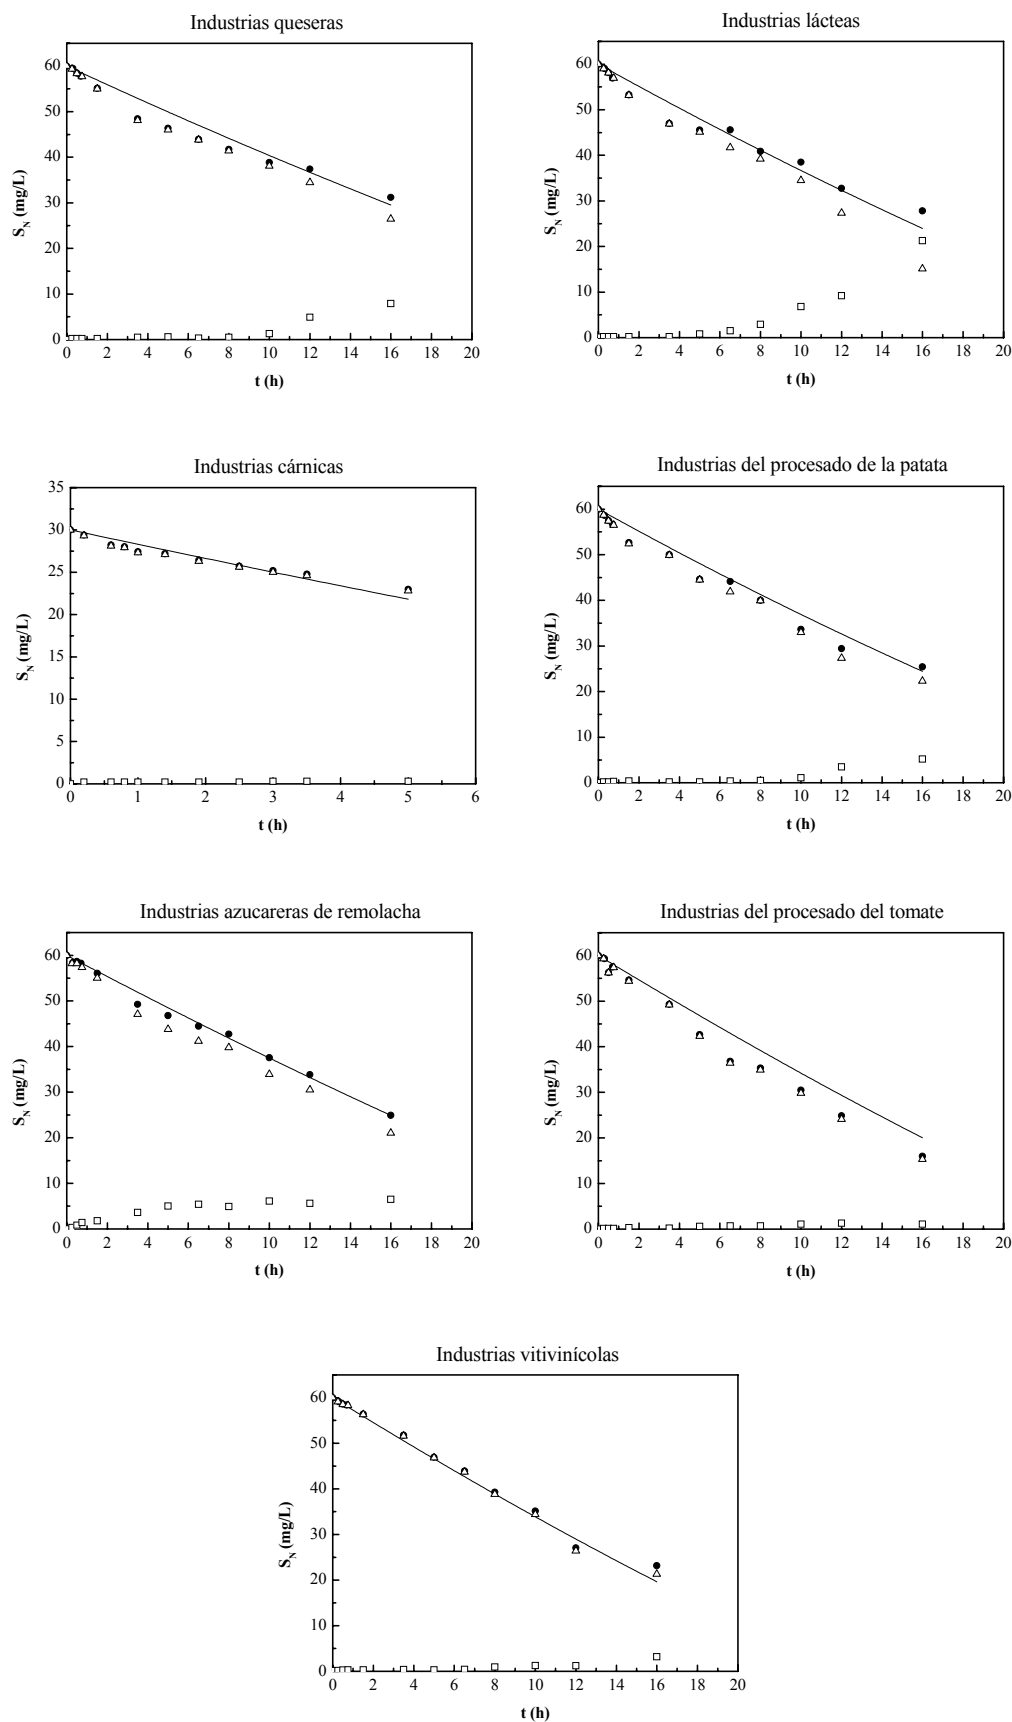 Industrias queseras
60
50
40
30
20
10
0
S_N (mg/L)
0 2 4 6 8 10 12 14 16 18 20
t (h)
Industrias lácteas
60
50
40
30
20
10
0
S_N (mg/L)
0 2 4 6 8 10 12 14 16 18 20
t (h)
Industrias cárnicas
35
30
25
20
15
10
5
0
S_N (mg/L)
0 1 2 3 4 5 6
t (h)
Industrias del procesado de la patata
60
50
40
30
20
10
0
S_N (mg/L)
0 2 4 6 8 10 12 14 16 18 20
t (h)
Industrias azucareras de remolacha
60
50
40
30
20
10
0
S_N (mg/L)
0 2 4 6 8 10 12 14 16 18 20
t (h)
Industrias del procesado del tomate
60
50
40
30
20
10
0
S_N (mg/L)
0 2 4 6 8 10 12 14 16 18 20
t (h)
Industrias vitivinícolas
60
50
40
30
20
10
0
S_N (mg/L)
0 2 4 6 8 10 12 14 16 18 20
t (h)